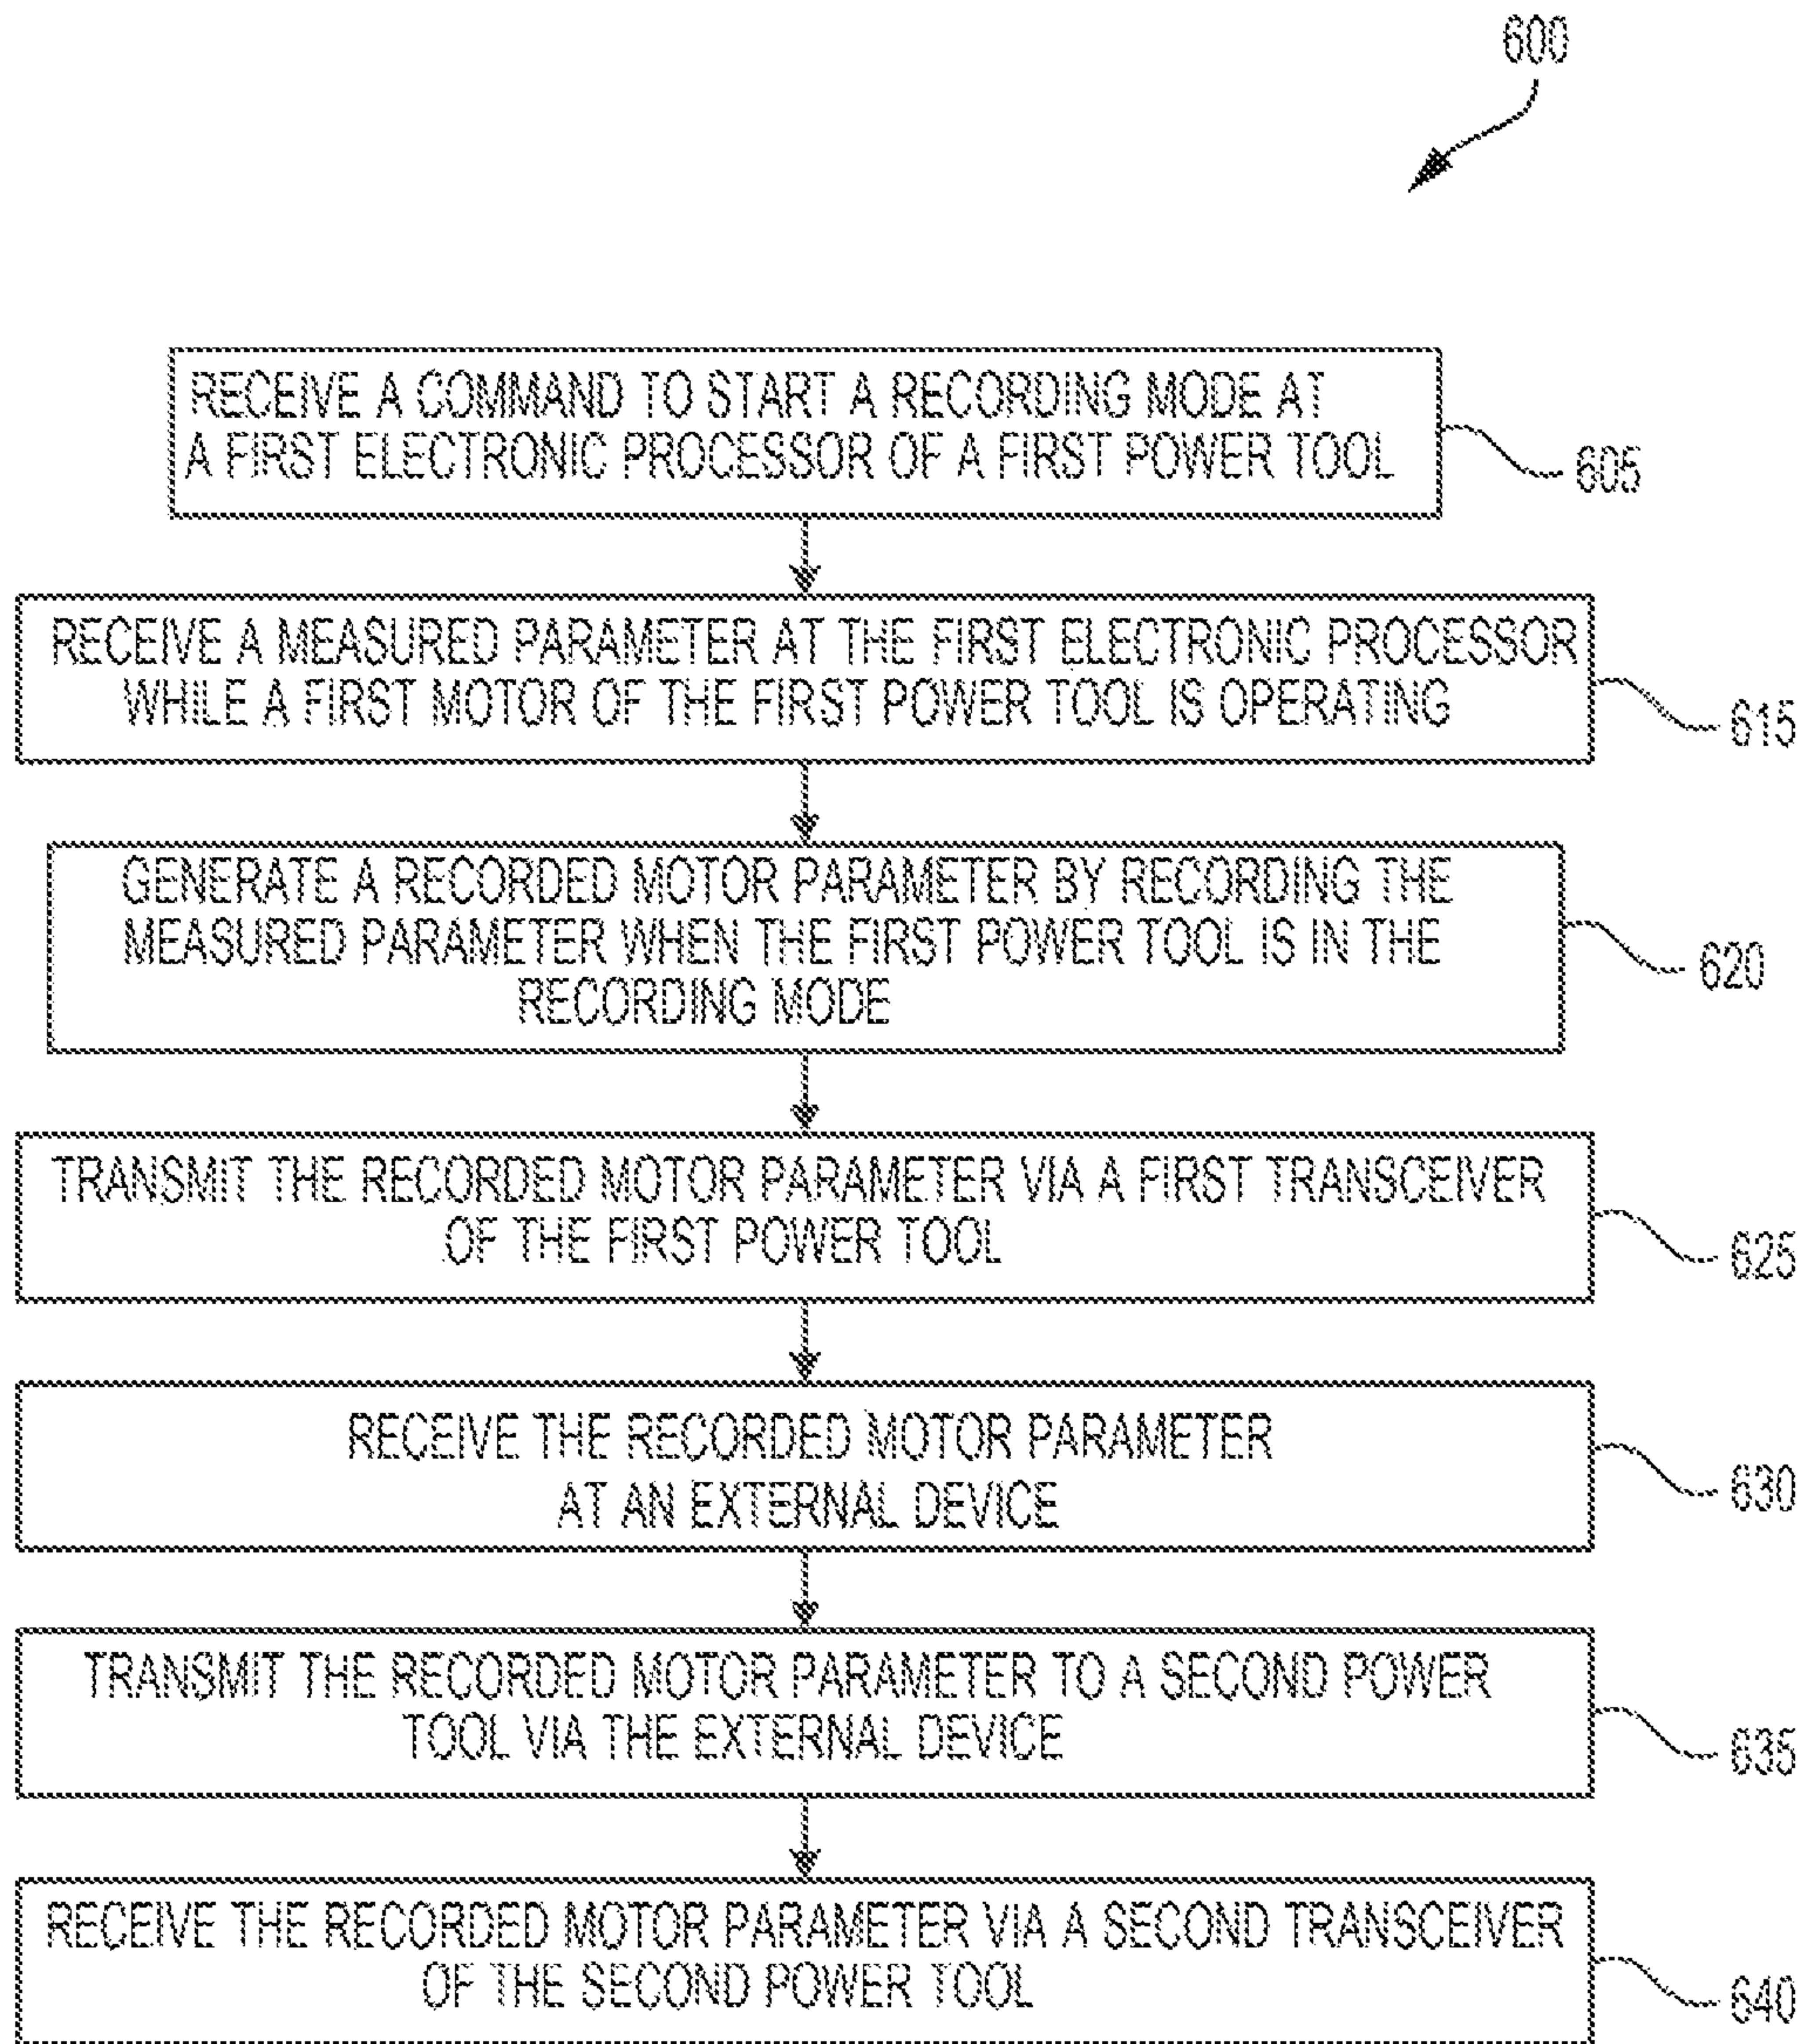 600
RECEIVE A COMMAND TO START A RECORDING MODE AT
A FIRST ELECTRONIC PROCESSOR OF A FIRST POWER TOOL
605
RECEIVE A MEASURED PARAMETER AT THE FIRST ELECTRONIC PROCESSOR
WHILE A FIRST MOTOR OF THE FIRST POWER TOOL IS OPERATING
615
GENERATE A RECORDED MOTOR PARAMETER BY RECORDING THE
MEASURED PARAMETER WHEN THE FIRST POWER TOOL IS IN THE
RECORDING MODE
620
TRANSMIT THE RECORDED MOTOR PARAMETER VIA A FIRST TRANSCEIVER
OF THE FIRST POWER TOOL
625
RECEIVE THE RECORDED MOTOR PARAMETER
AT AN EXTERNAL DEVICE
630
TRANSMIT THE RECORDED MOTOR PARAMETER TO A SECOND POWER
TOOL VIA THE EXTERNAL DEVICE
635
RECEIVE THE RECORDED MOTOR PARAMETER VIA A SECOND TRANSCEIVER
OF THE SECOND POWER TOOL
640